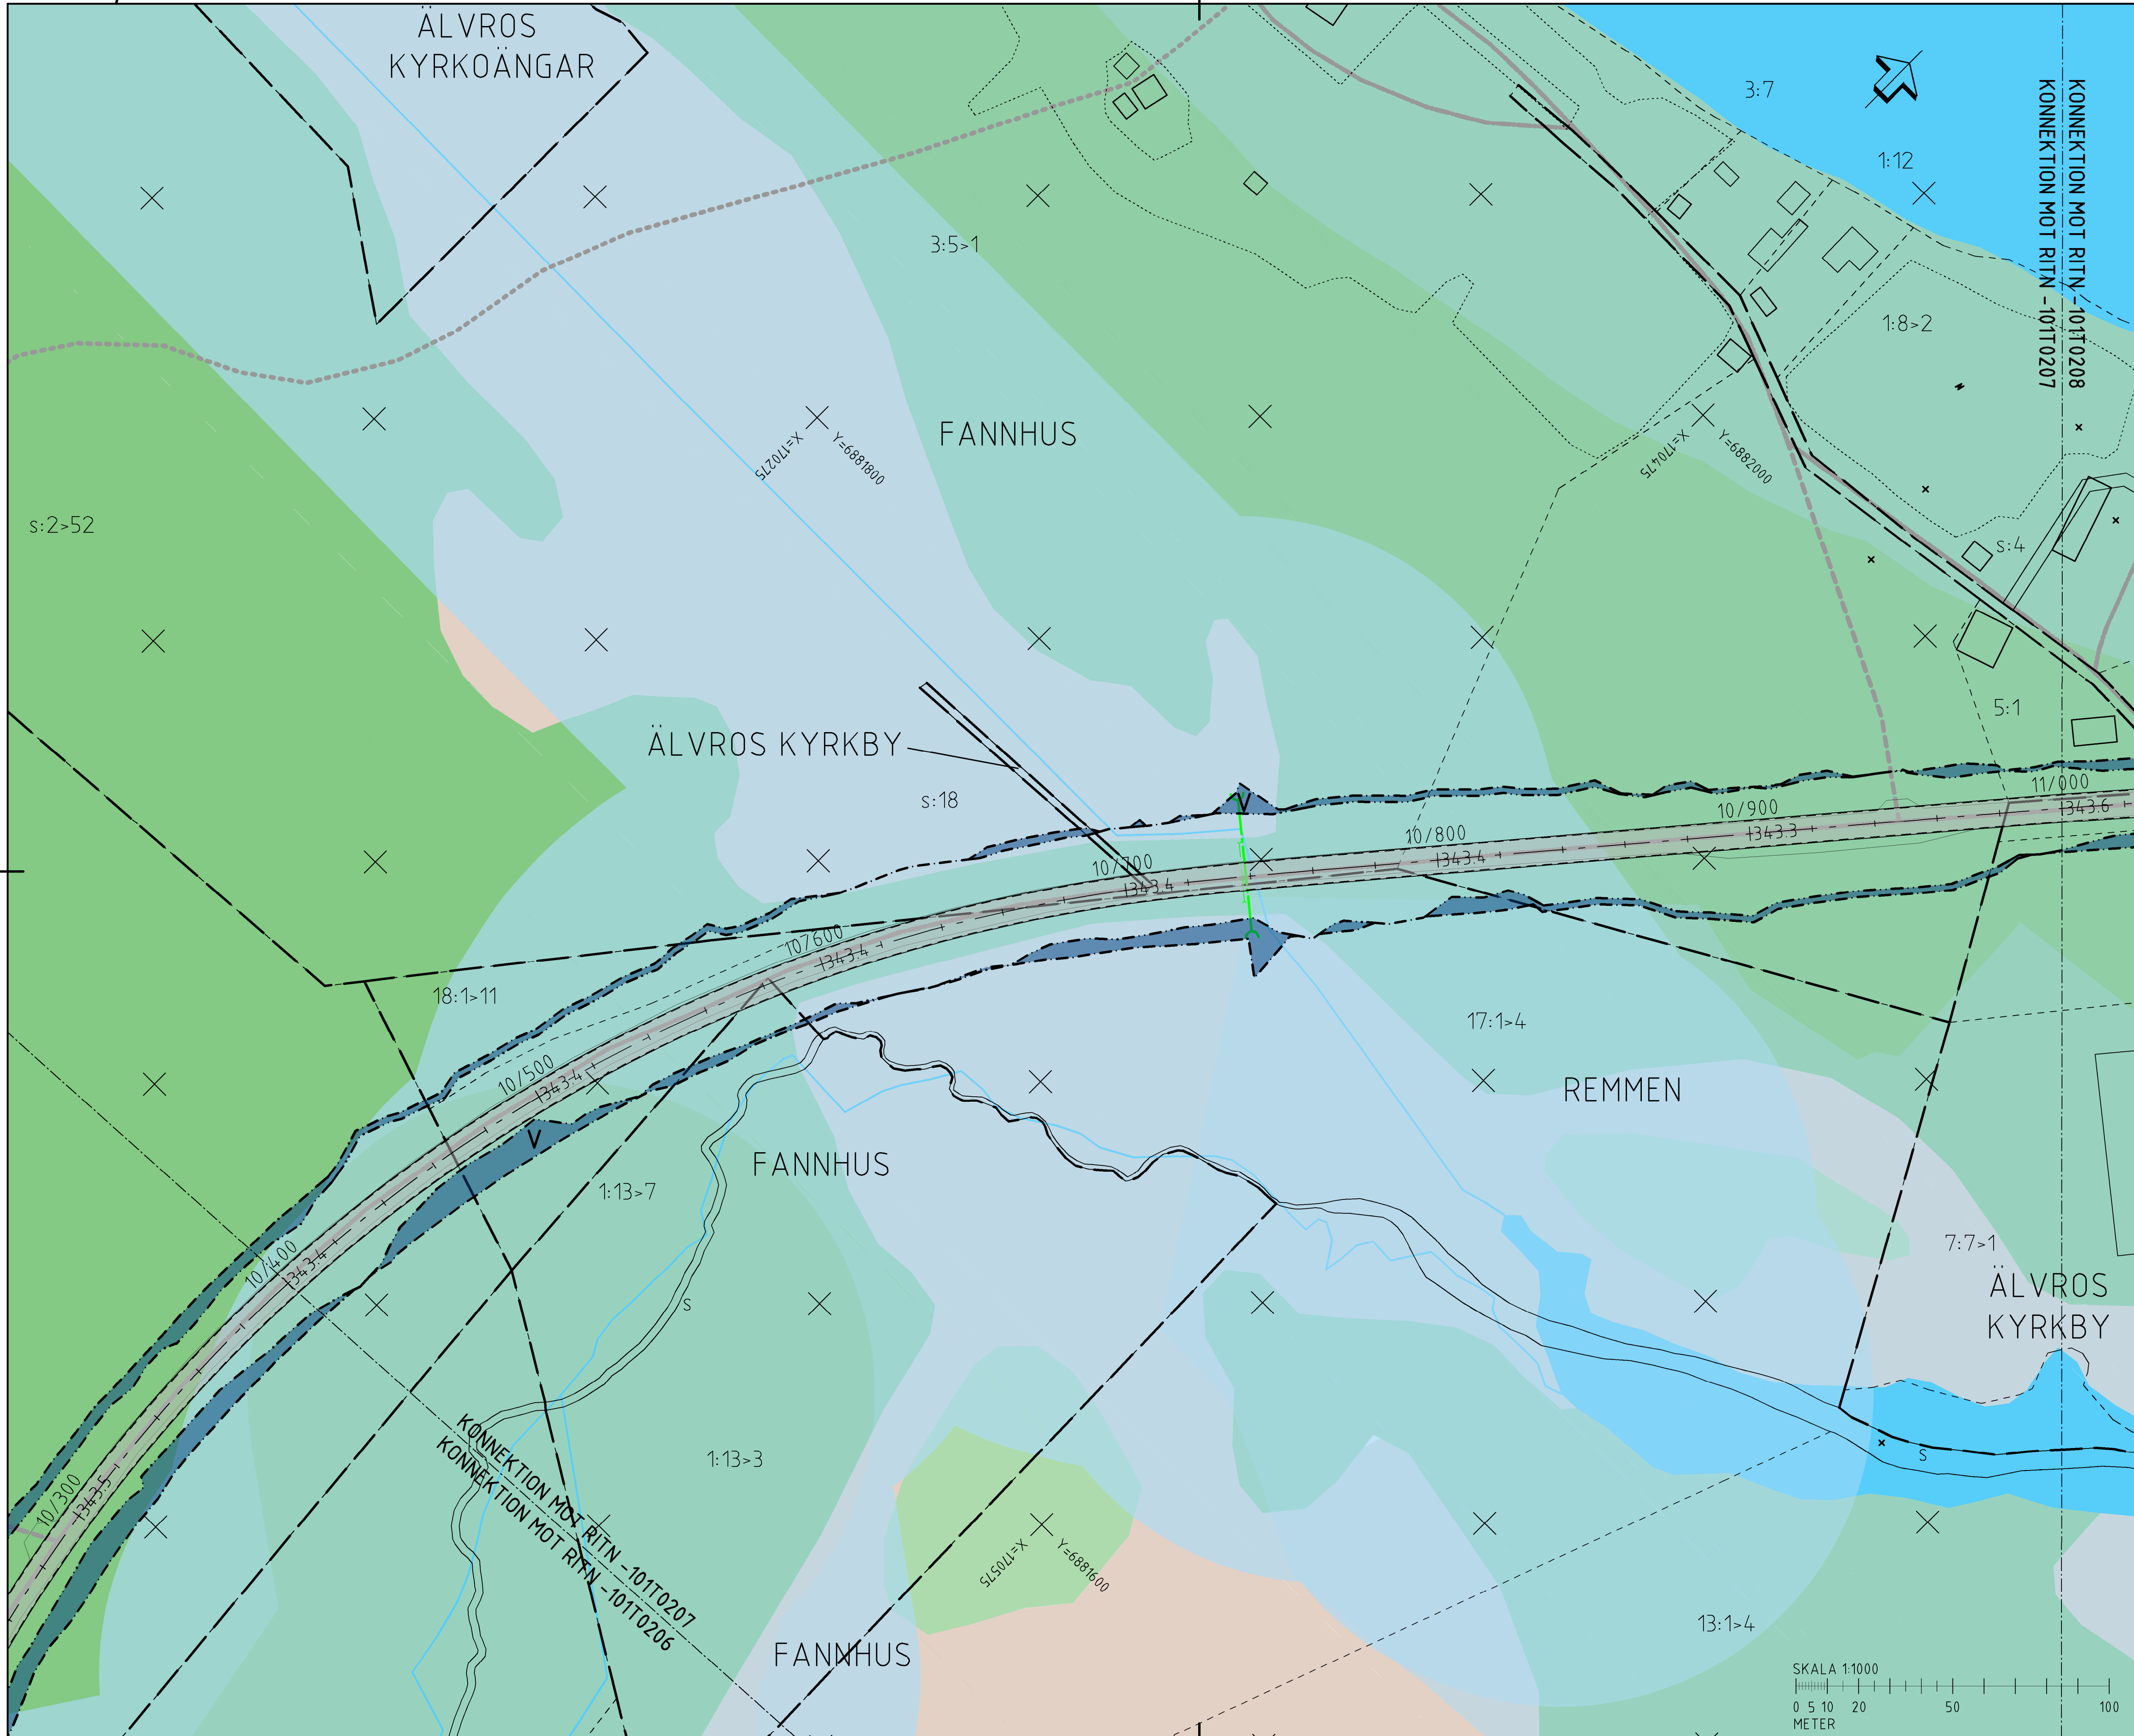 ÄLVROS
KYRKOÄNGAR
3:7
1:12
KONNEKTION MOT RITN -101T0208
KONNEKTION MOT RITN -101T0207
3:5>1
1:8>2
FANNHUS
X=170275
Y=6881800
X=170475
Y=6882000
s:2>52
s:4
5:1
ÄLVROS KYRKBY
s:18
V
10/300
10/400
10/500
10/600
10/700
10/800
10/900
11/000
343.5
343.4
343.4
343.4
343.4
343.4
343.3
343.6
18:1>11
17:1>4
REMMEN
V
FANNHUS
1:13>7
7:7>1
ÄLVROS
KYRKBY
S
S
KONNEKTION MOT RITN -101T0207
KONNEKTION MOT RITN -101T0206
1:13>3
X=170575
Y=6881600
13:1>4
FANNHUS
SKALA 1:1000
0 5 10 20 50 100
METER